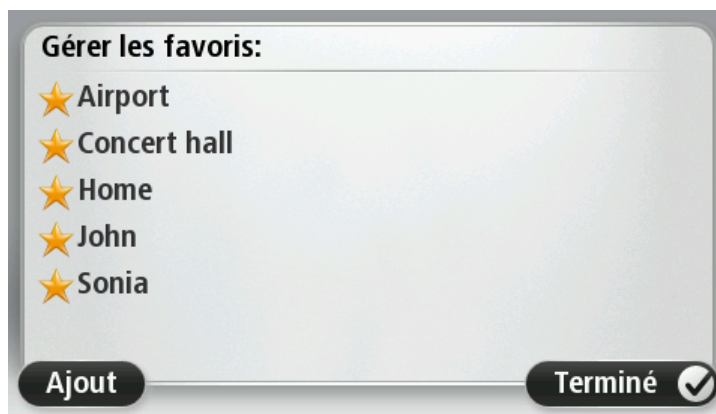 Gérer les favoris:
Airport
Concert hall
Home
John
Sonia
Ajout
Terminé